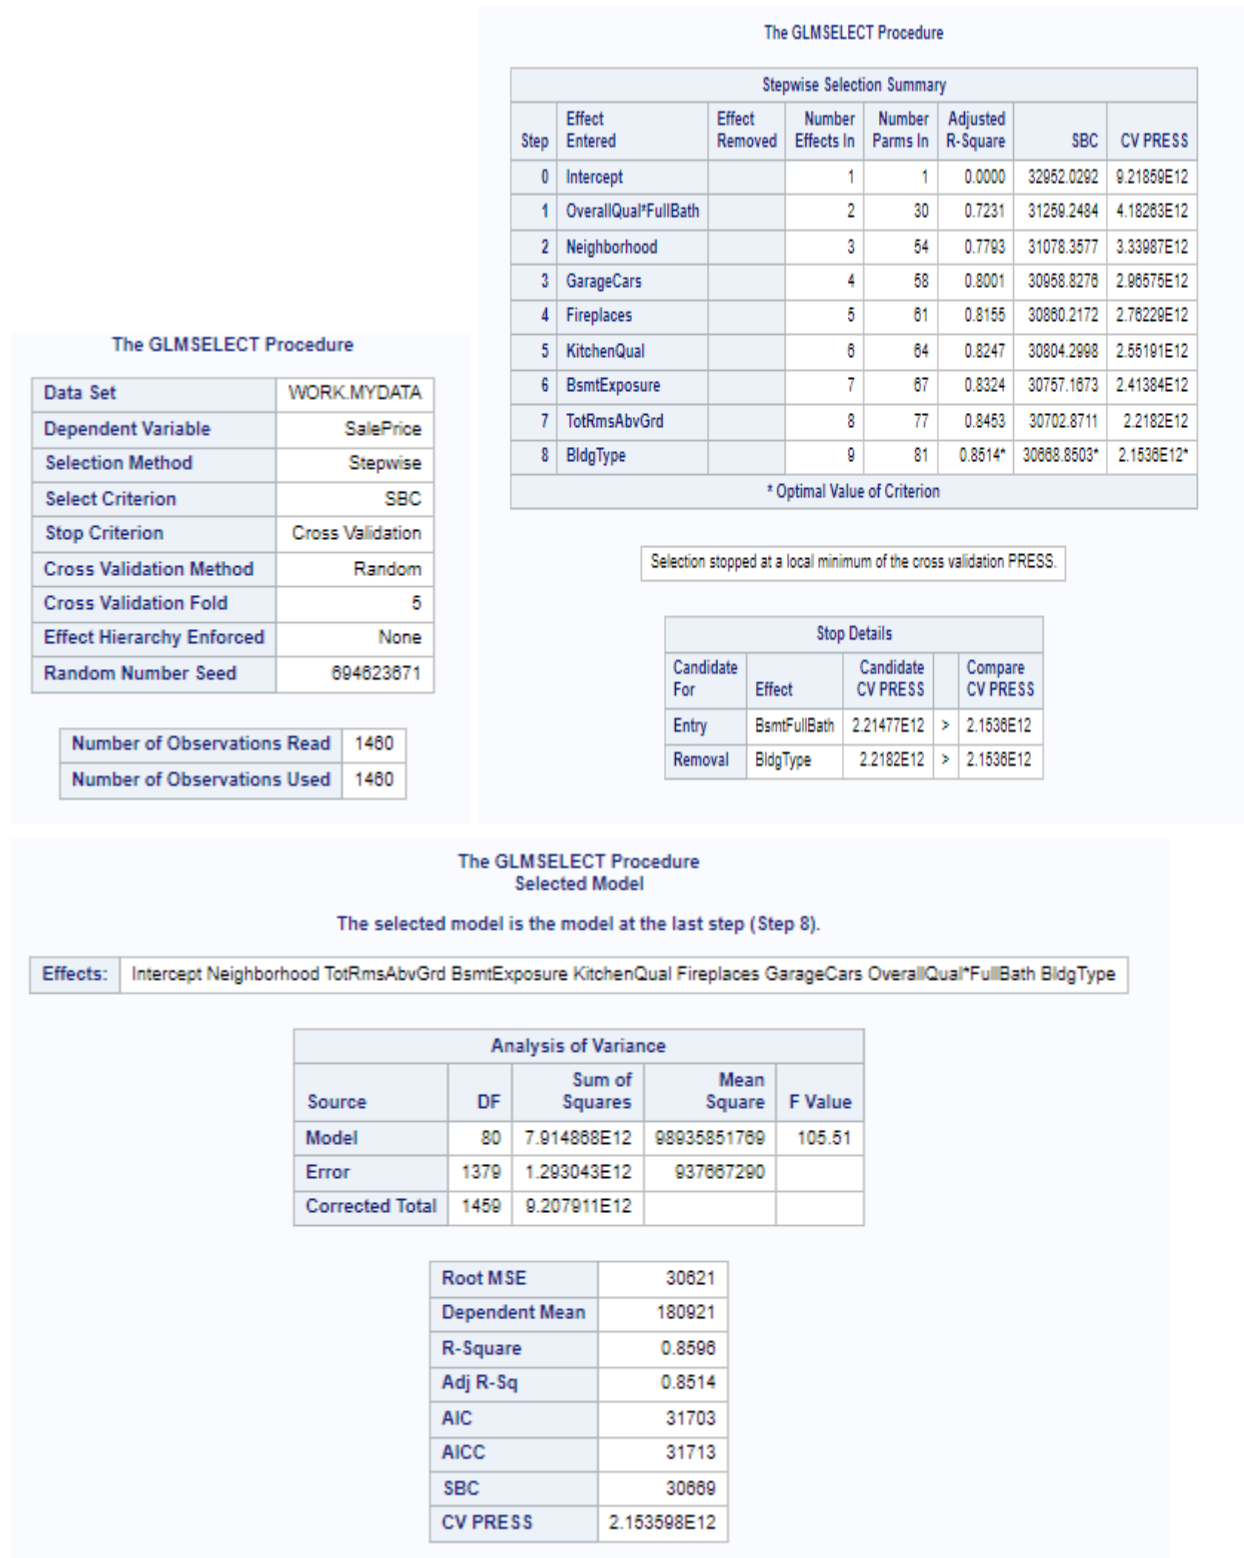 The GLMSELECT Procedure
Data Set WORK.MYDATA
Dependent Variable SalePrice
Selection Method Stepwise
Select Criterion SBC
Stop Criterion Cross Validation
Cross Validation Method Random
Cross Validation Fold 5
Effect Hierarchy Enforced None
Random Number Seed 694623671
Number of Observations Read 1460
Number of Observations Used 1460
The GLMSELECT Procedure
Stepwise Selection Summary
Step Effect Entered Effect Removed Number Effects In Number Parms In Adjusted R-Square SBC CV PRESS
0 Intercept 1 1 0.0000 32952.0292 9.21859E12
1 OverallQual*FullBath 2 30 0.7231 31259.2484 4.18263E12
2 Neighborhood 3 54 0.7793 31078.3577 3.33987E12
3 GarageCars 4 58 0.8001 30958.8276 2.96575E12
4 Fireplaces 5 61 0.8155 30860.2172 2.76229E12
5 KitchenQual 6 64 0.8247 30804.2998 2.55191E12
6 BsmtExposure 7 67 0.8324 30757.1673 2.41384E12
7 TotRmsAbvGrd 8 77 0.8453 30702.8711 2.2182E12
8 BldgType 9 81 0.8514* 30668.8503* 2.1536E12*
* Optimal Value of Criterion
Selection stopped at a local minimum of the cross validation PRESS.
Stop Details
Candidate For Effect Candidate CV PRESS Compare CV PRESS
Entry BsmtFullBath 2.21477E12 > 2.1536E12
Removal BldgType 2.2182E12 > 2.1536E12
The GLMSELECT Procedure
Selected Model
The selected model is the model at the last step (Step 8).
Effects: Intercept Neighborhood TotRmsAbvGrd BsmtExposure KitchenQual Fireplaces GarageCars OverallQual*FullBath BldgType
Analysis of Variance
Source DF Sum of Squares Mean Square F Value
Model 80 7.914868E12 98935851769 105.51
Error 1379 1.293043E12 937667290
Corrected Total 1459 9.207911E12
Root MSE 30621
Dependent Mean 180921
R-Square 0.8596
Adj R-Sq 0.8514
AIC 31703
AICC 31713
SBC 30669
CV PRESS 2.153598E12